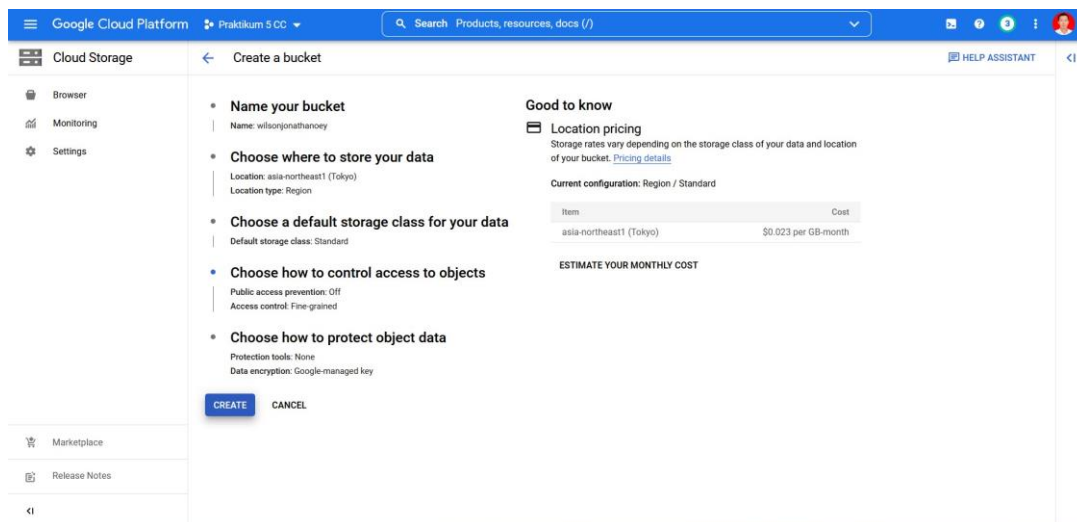 Google Cloud Platform
Praktikum 5 CC
Search Products, resources, docs (/)
3
Cloud Storage
Create a bucket
HELP ASSISTANT
Browser
Monitoring
Settings
Name your bucket
Name: wilsonjonathanoey
Choose where to store your data
Location: asia-northeast1 (Tokyo)
Location type: Region
Choose a default storage class for your data
Default storage class: Standard
Choose how to control access to objects
Public access prevention: Off
Access control: Fine-grained
Choose how to protect object data
Protection tools: None
Data encryption: Google-managed key
CREATE CANCEL
Good to know
Location pricing
Storage rates vary depending on the storage class of your data and location
of your bucket. Pricing details
Current configuration: Region / Standard
Item Cost
asia-northeast1 (Tokyo) $0.023 per GB-month
ESTIMATE YOUR MONTHLY COST
Marketplace
Release Notes